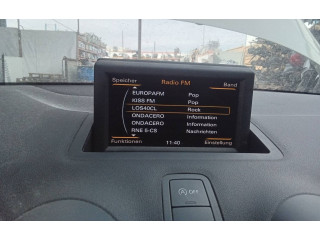 Speicher Radio FM Band
EUROPAFM Pop
KISS FM Pop
LOS40CL Rock
ONDACERO Information
ONDACERO Information
RNE 5-CS Nachrichten
Funktionen 11:40 Einstellung
OFF